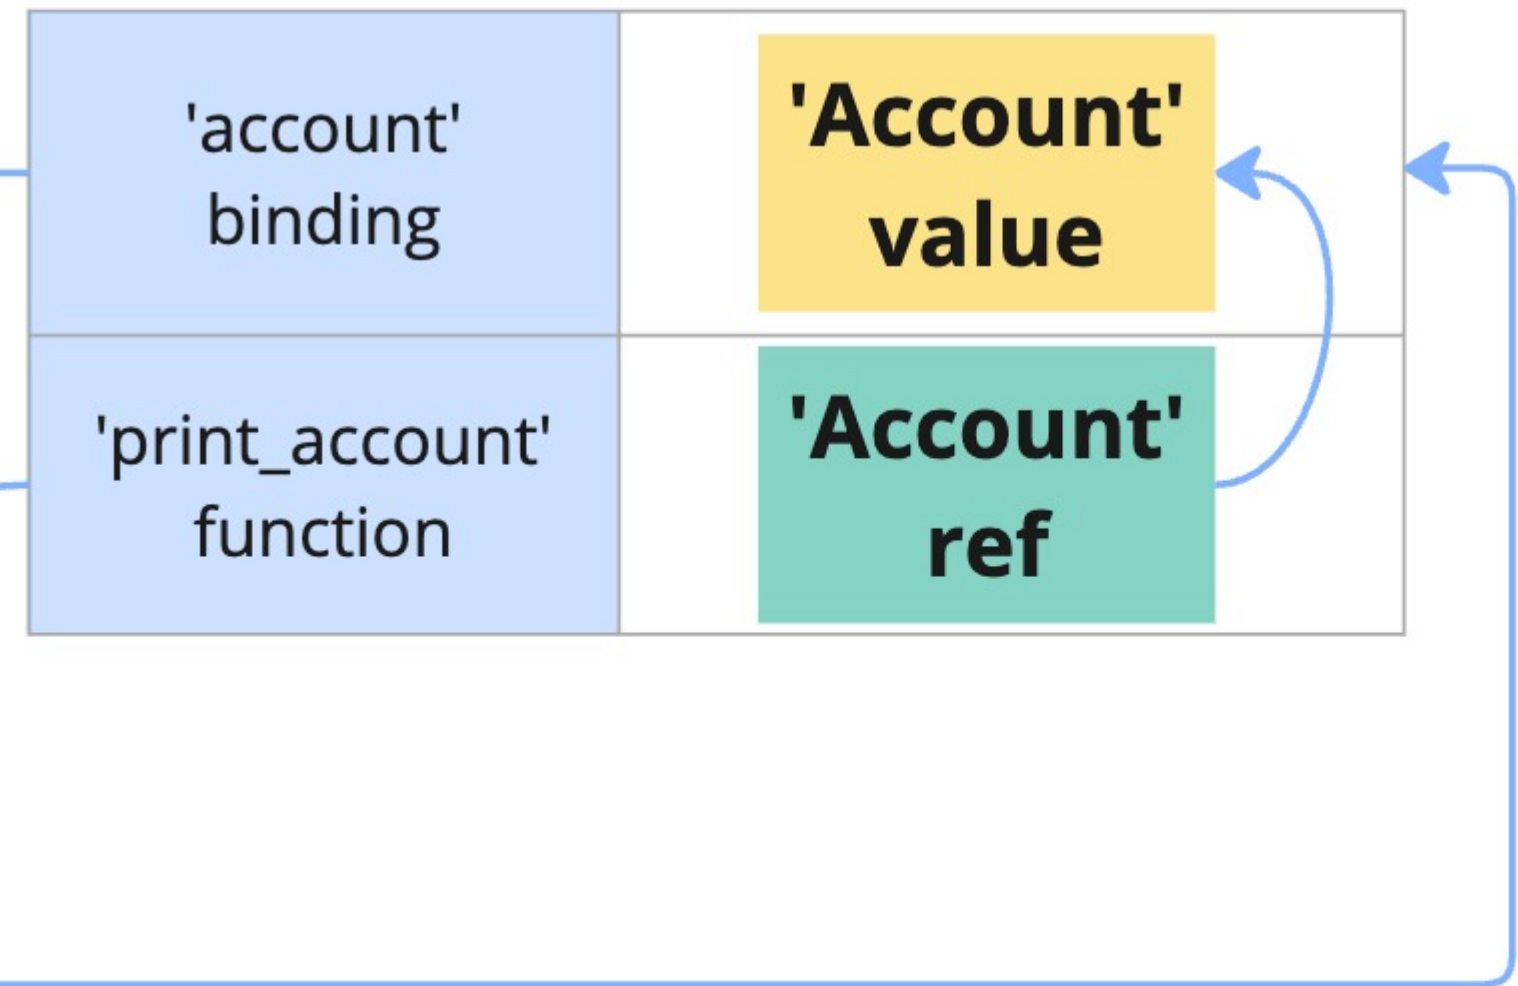 'account'
binding
'Account'
value
'print_account'
function
'Account'
ref